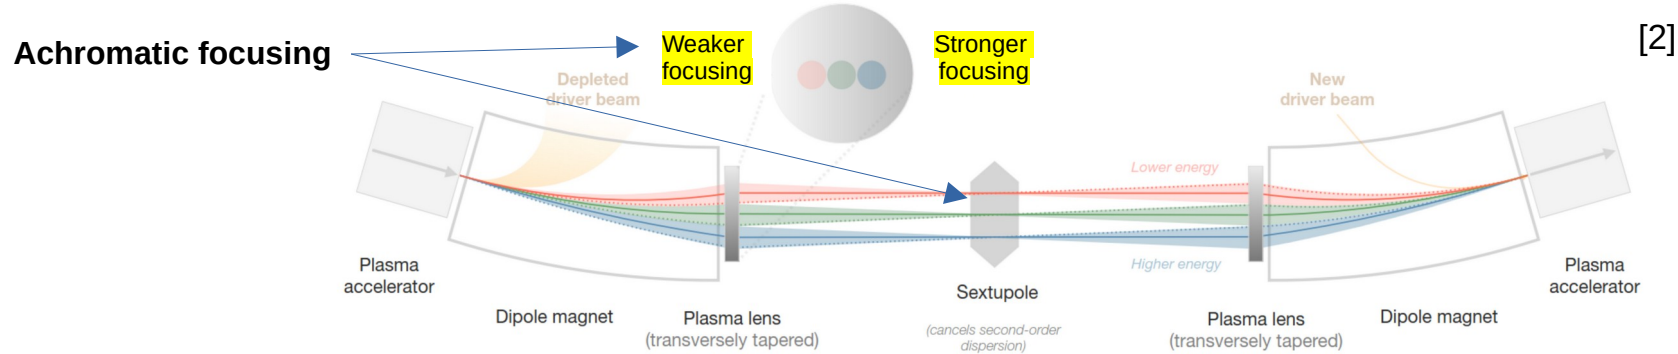 Achromatic focusing
Weaker
focusing
Stronger
focusing
[2]
Depleted
driver beam
New
driver beam
Lower energy
Higher energy
Plasma
accelerator
Dipole magnet
Plasma lens
(transversely tapered)
Sextupole
(cancels second-order
dispersion)
Plasma lens
(transversely tapered)
Dipole magnet
Plasma
accelerator